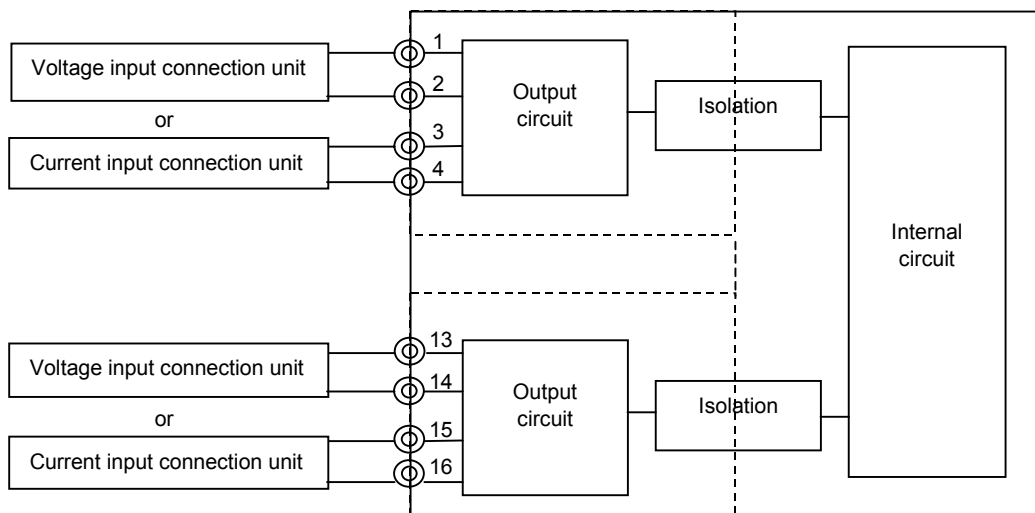 Voltage input connection unit
or
Current input connection unit
1
2
3
4
Output
circuit
Isolation
Internal
circuit
Voltage input connection unit
or
Current input connection unit
13
14
15
16
Output
circuit
Isolation